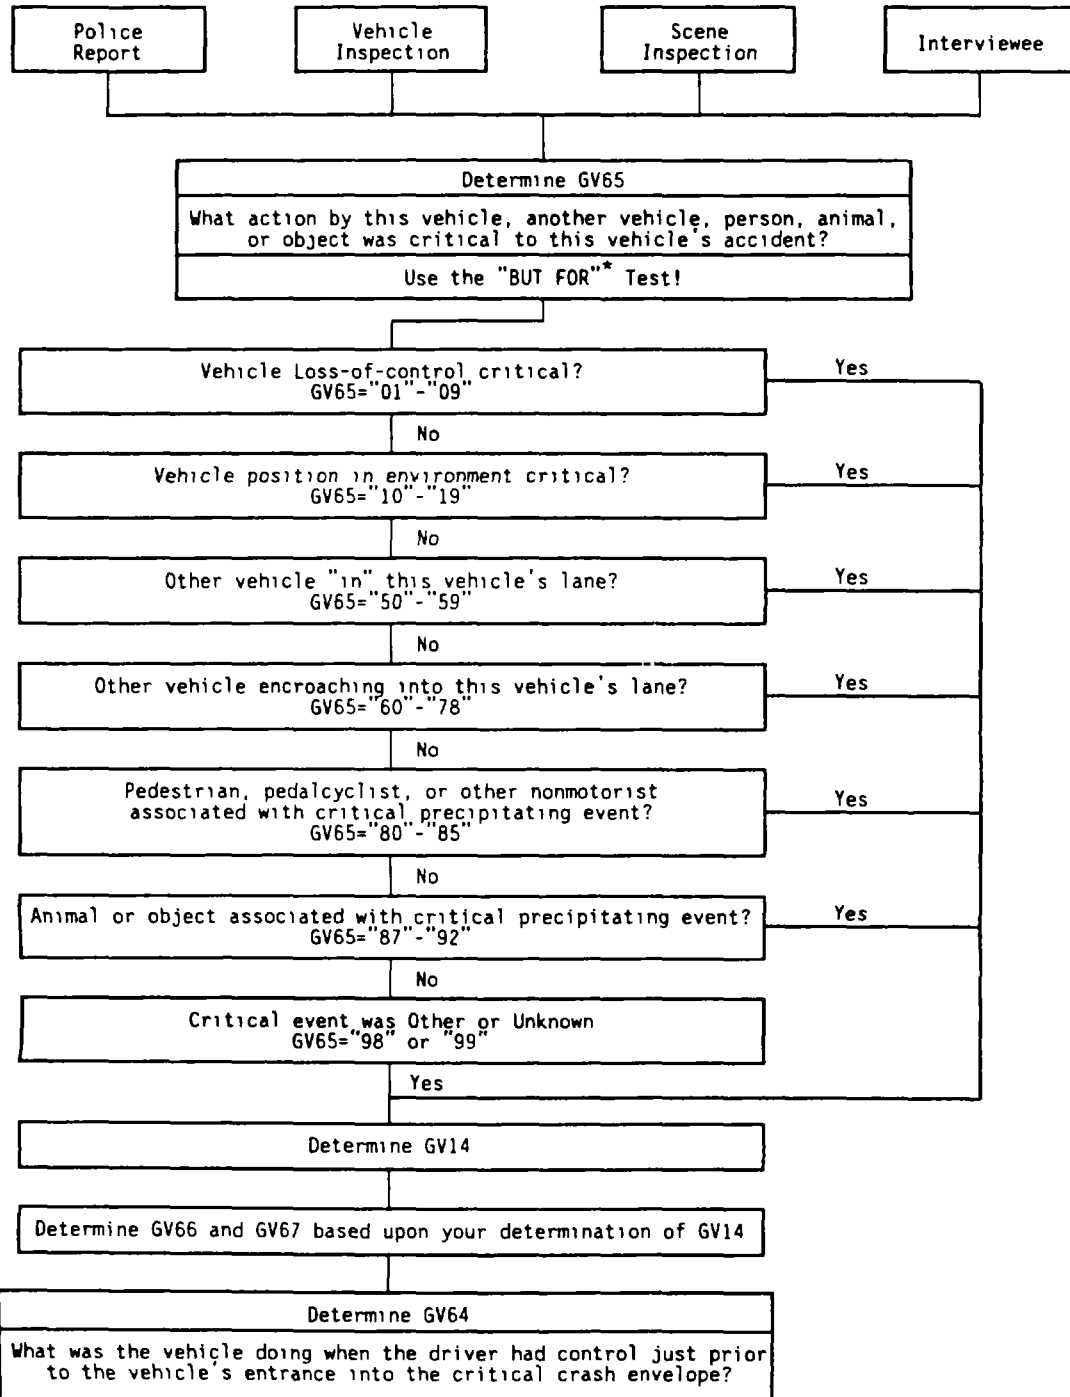 Police
Report
Vehicle
Inspection
Scene
Inspection
Interviewee
Determine GV65
What action by this vehicle, another vehicle, person, animal,
or object was critical to this vehicle's accident?
Use the "BUT FOR"* Test!
Vehicle Loss-of-control critical?
GV65="01"-"09"
Yes
No
Vehicle position in environment critical?
GV65="10"-"19"
Yes
No
Other vehicle "in" this vehicle's lane?
GV65="50"-"59"
Yes
No
Other vehicle encroaching into this vehicle's lane?
GV65="60"-"78"
Yes
No
Pedestrian, pedalcyclist, or other nonmotorist
associated with critical precipitating event?
GV65="80"-"85"
Yes
No
Animal or object associated with critical precipitating event?
GV65="87"-"92"
Yes
No
Critical event was Other or Unknown
GV65="98" or "99"
Yes
Determine GV14
Determine GV66 and GV67 based upon your determination of GV14
Determine GV64
What was the vehicle doing when the driver had control just prior
to the vehicle's entrance into the critical crash envelope?